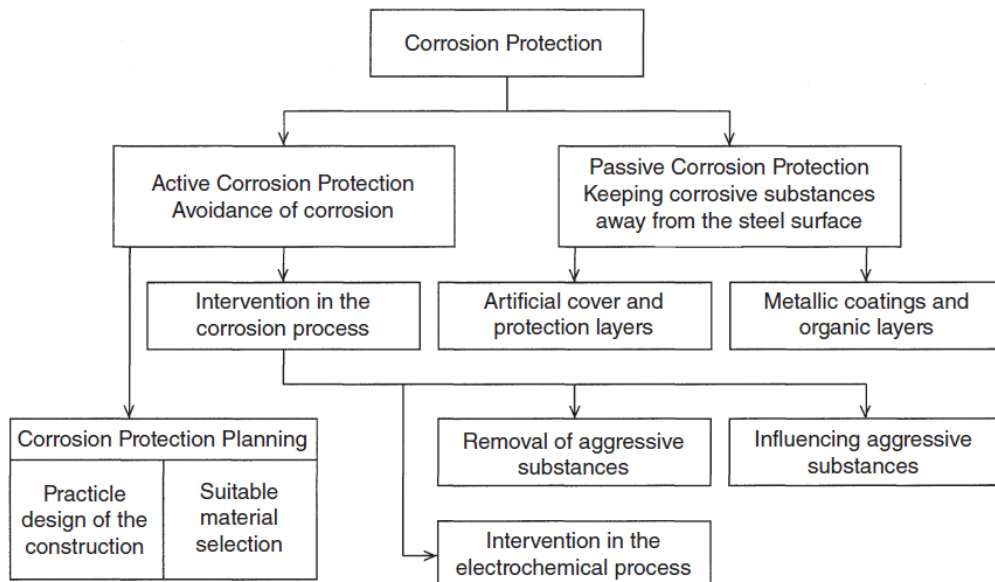 Corrosion Protection
Active Corrosion Protection
Avoidance of corrosion
Passive Corrosion Protection
Keeping corrosive substances
away from the steel surface
Intervention in the
corrosion process
Artificial cover and
protection layers
Metallic coatings and
organic layers
Corrosion Protection Planning
Practicle
design of the
construction
Suitable
material
selection
Removal of aggressive
substances
Influencing aggressive
substances
Intervention in the
electrochemical process